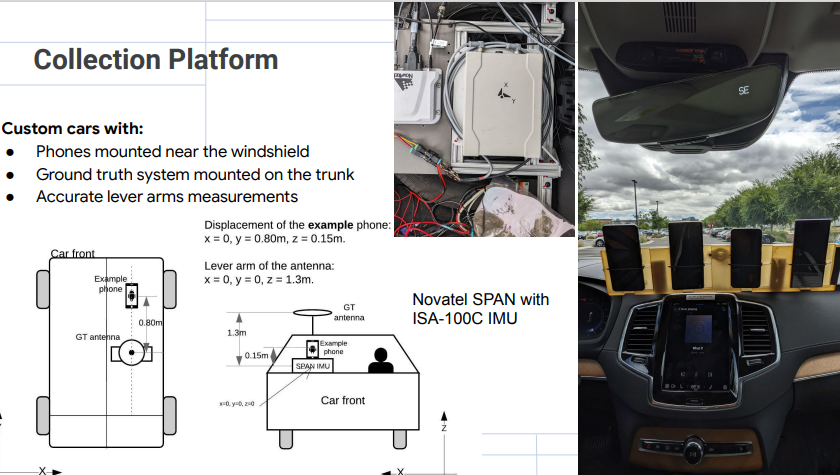 Collection Platform
Custom cars with:
● Phones mounted near the windshield
● Ground truth system mounted on the trunk
● Accurate lever arms measurements
Displacement of the example phone:
x = 0, y = 0.80m, z = 0.15m.
Lever arm of the antenna:
x = 0, y = 0, z = 1.3m.
Car front
Example
phone
0.80m
GT antenna
X
GT
antenna
1.3m
0.15m
Example
phone
SPAN IMU
x=0, y=0, z=0
Car front
Z
X
Novatel SPAN with
ISA-100C IMU
X
Y
SE